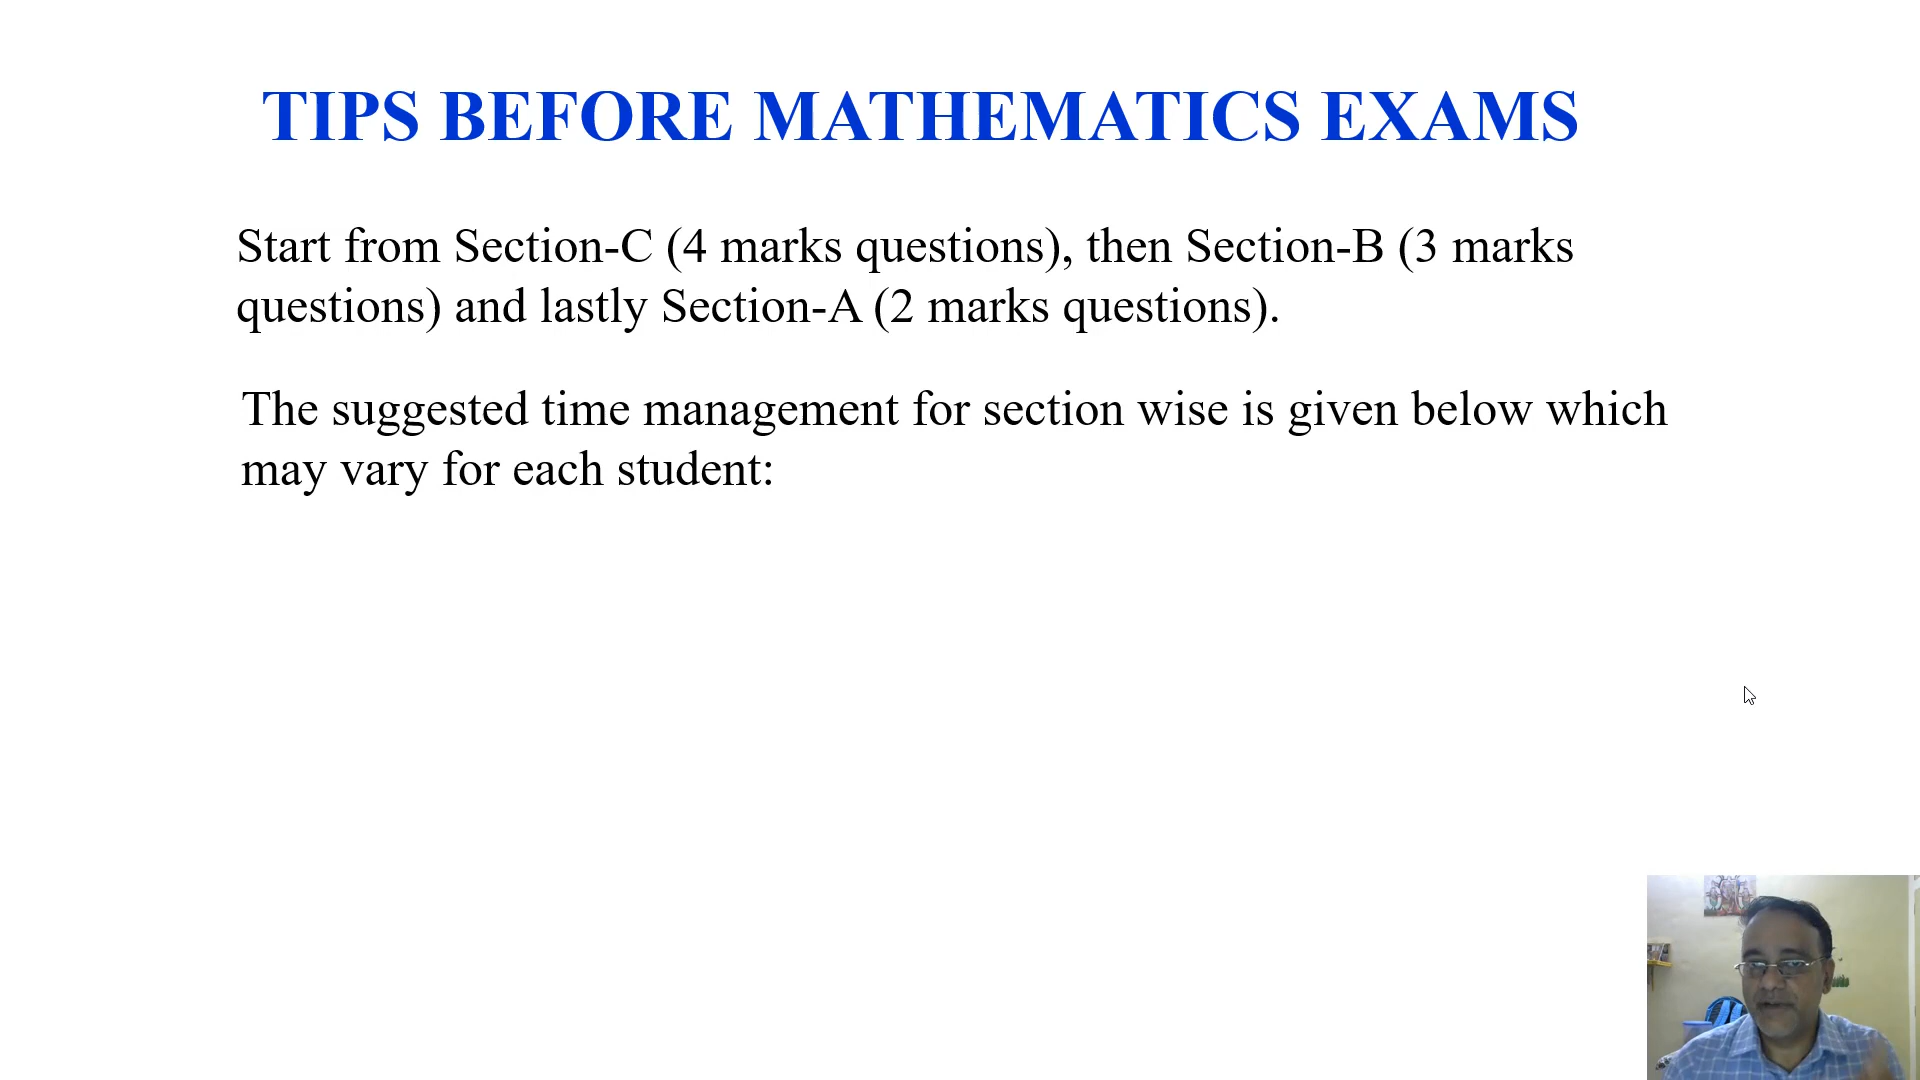 TIPS BEFORE MATHEMATICS EXAMS
Start from Section-C (4 marks questions), then Section-B (3 marks
questions) and lastly Section-A (2 marks questions).
The suggested time management for section wise is given below which
may vary for each student: